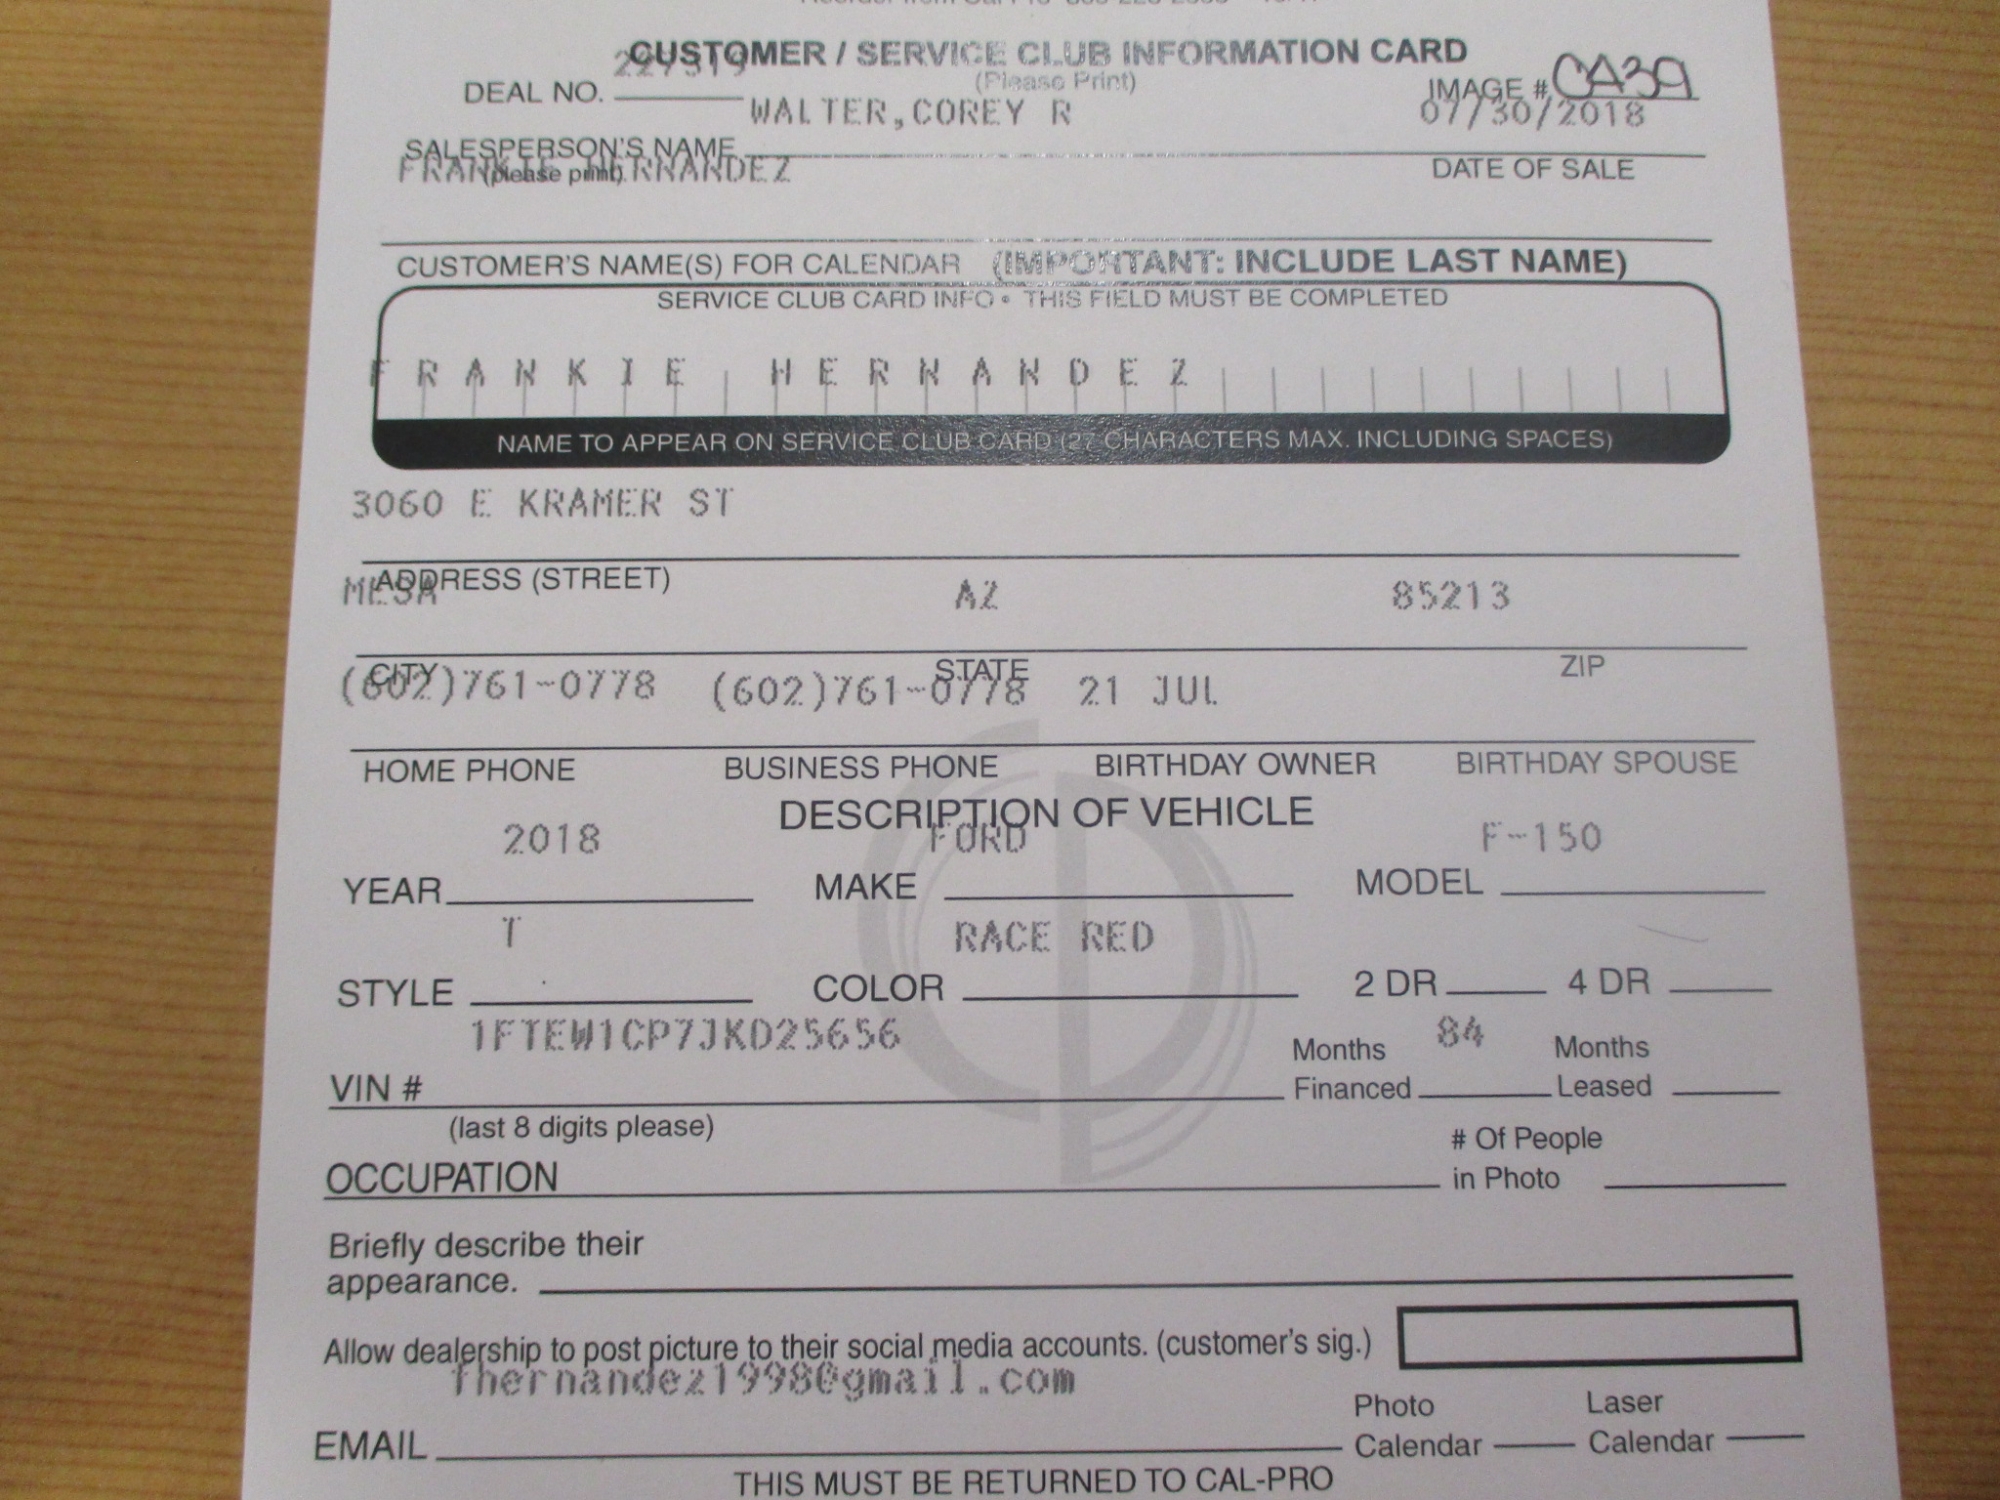 CUSTOMER / SERVICE CLUB INFORMATION CARD
(Please Print)
DEAL NO. IMAGE # CA39
WALTER,COREY R 07/30/2018
SALESPERSON'S NAME
(please print) DATE OF SALE
FRANKIE HERNANDEZ
CUSTOMER'S NAME(S) FOR CALENDAR (IMPORTANT: INCLUDE LAST NAME)
SERVICE CLUB CARD INFO • THIS FIELD MUST BE COMPLETED
FRANKIE HERNANDEZ
NAME TO APPEAR ON SERVICE CLUB CARD (27 CHARACTERS MAX. INCLUDING SPACES)
3060 E KRAMER ST
ADDRESS (STREET)
MESA AZ 85213
CITY STATE ZIP
(602)761-0778 (602)761-0778 21 JUL
HOME PHONE BUSINESS PHONE BIRTHDAY OWNER BIRTHDAY SPOUSE
DESCRIPTION OF VEHICLE
2018 FORD F-150
YEAR MAKE MODEL
T RACE RED
STYLE COLOR 2 DR 4 DR
1FTEW1CP7JKD25656 84
VIN # Months Financed Months Leased
(last 8 digits please)
OCCUPATION # Of People in Photo
Briefly describe their
appearance.
Allow dealership to post picture to their social media accounts. (customer's sig.)
fhernandez1998@gmail.com
EMAIL Photo Calendar Laser Calendar
THIS MUST BE RETURNED TO CAL-PRO